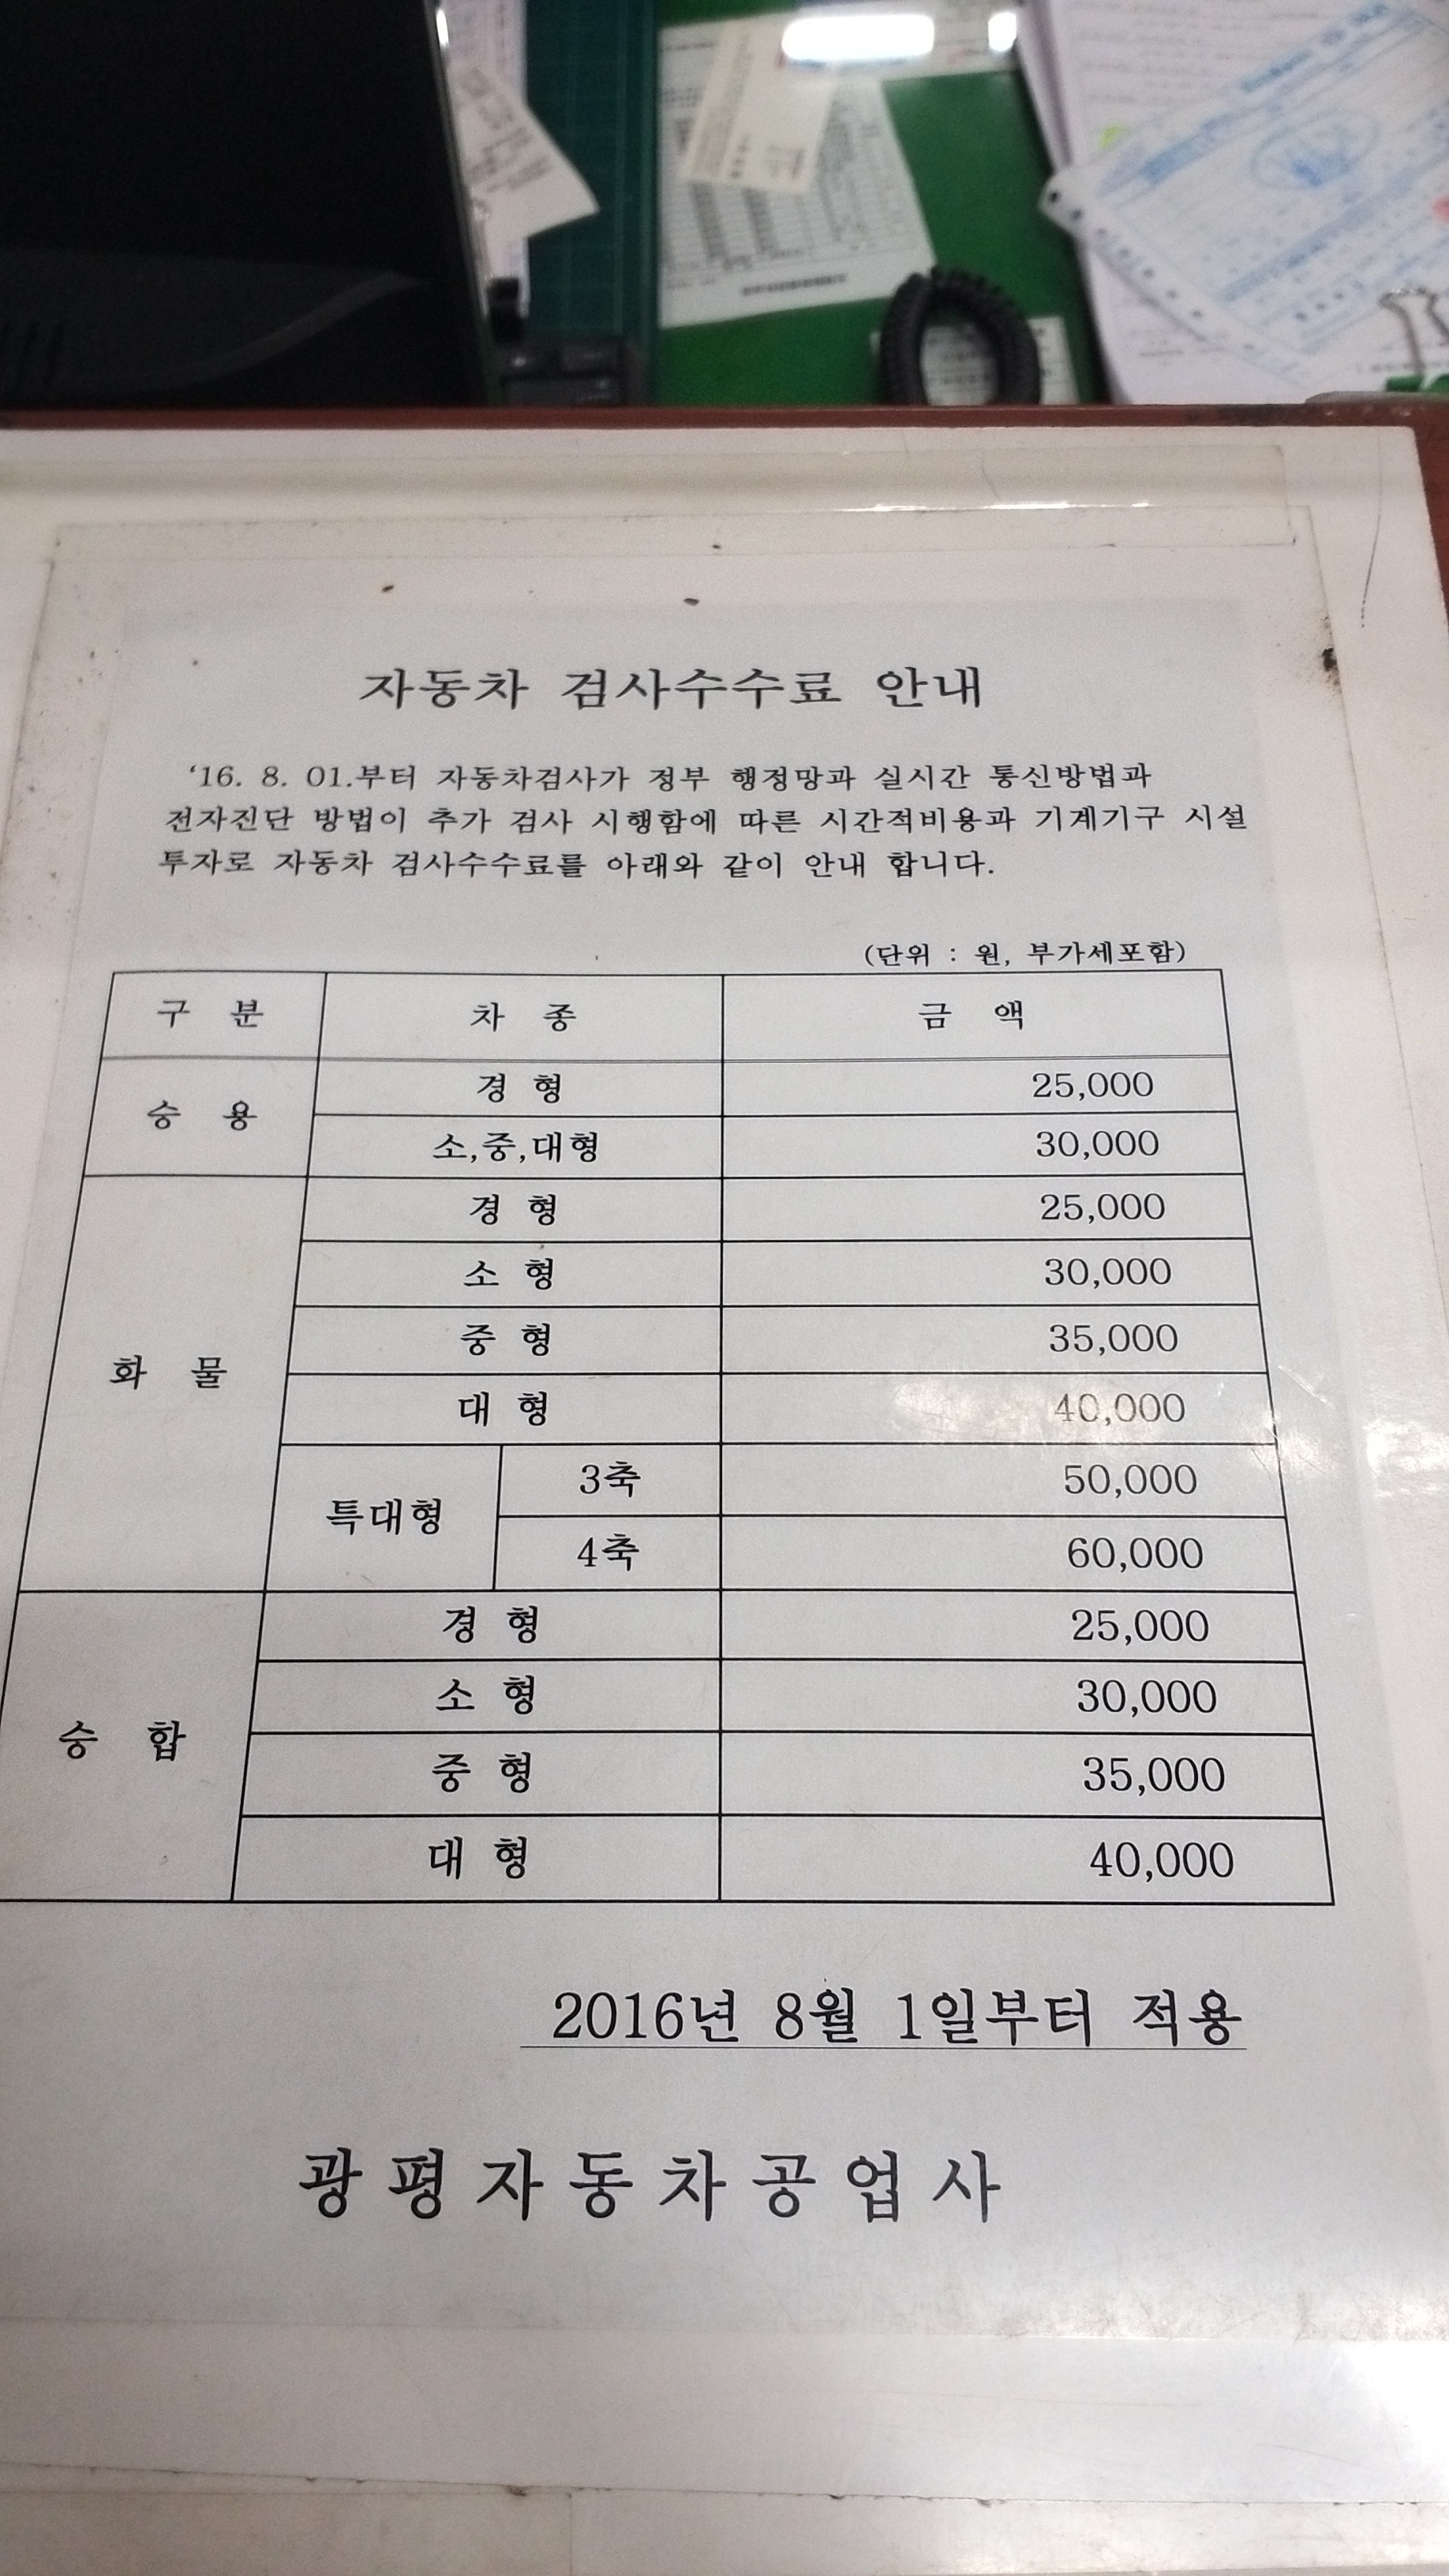 자동차 검사수수료 안내
‘16. 8. 01.부터 자동차검사가 정부 행정망과 실시간 통신방법과
전자진단 방법이 추가 검사 시행함에 따른 시간적비용과 기계기구 시설
투자로 자동차 검사수수료를 아래와 같이 안내 합니다.
(단위 : 원, 부가세포함)
구 분 차 종 금 액
승 용 경 형 25,000
소,중,대형 30,000
화 물 경 형 25,000
소 형 30,000
중 형 35,000
대 형 40,000
특대형 3축 50,000
4축 60,000
승 합 경 형 25,000
소 형 30,000
중 형 35,000
대 형 40,000
2016년 8월 1일부터 적용
광평자동차공업사